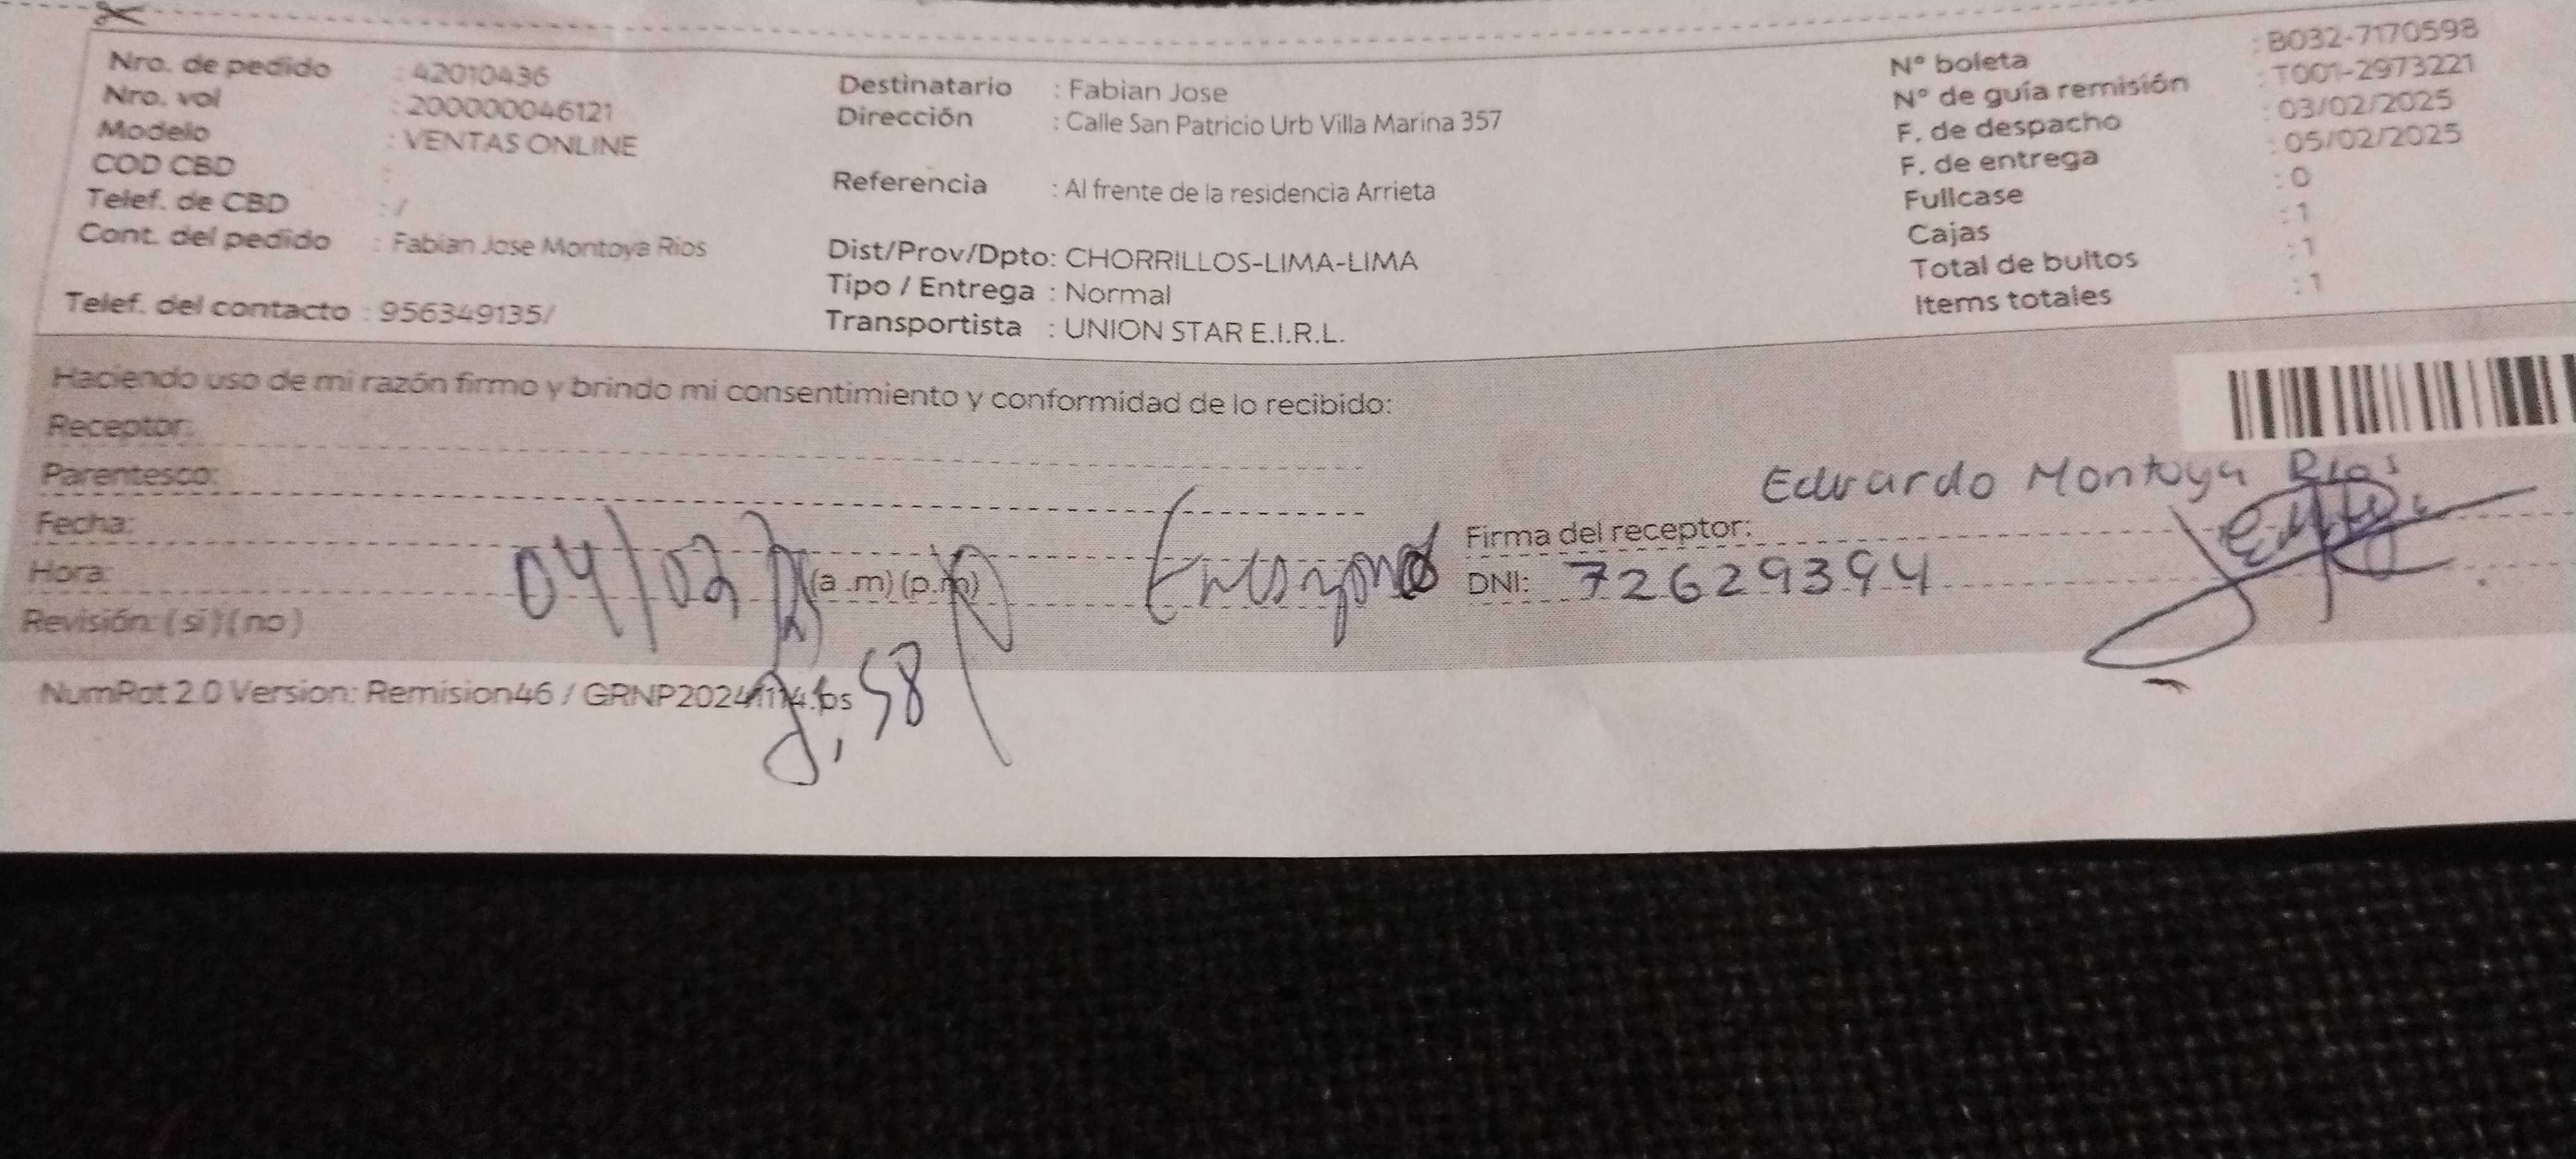 Nro. de pedido : 42010436
Nro. vol : 200000046121
Modelo : VENTAS ONLINE
COD CBD :
Telef. de CBD : /
Cont. del pedido : Fabian Jose Montoya Rios
Telef. del contacto : 956349135/
Destinatario : Fabian Jose
Dirección : Calle San Patricio Urb Villa Marina 357
Referencia : Al frente de la residencia Arrieta
Dist/Prov/Dpto: CHORRILLOS-LIMA-LIMA
Tipo / Entrega : Normal
Transportista : UNION STAR E.I.R.L.
N° boleta : B032-7170598
N° de guía remisión : T001-2973221
F. de despacho : 03/02/2025
F. de entrega : 05/02/2025
Fullcase : 0
Cajas : 1
Total de bultos : 1
Items totales : 1
Haciendo uso de mi razón firmo y brindo mi consentimiento y conformidad de lo recibido:
Receptor:
Parentesco:
Fecha: 04/02
Hora: (a .m) (p.m)
Revisión: ( si ) ( no )
Eduardo Montoya Rios
Firma del receptor:
DNI: 72629394
NumRot 2.0 Version: Remision46 / GRNP20241114.ps
58